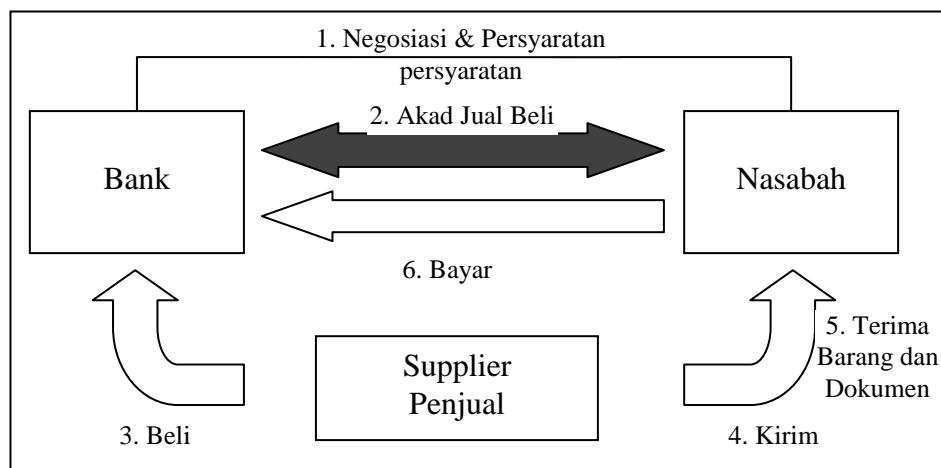 1. Negosiasi & Persyaratan
persyaratan
2. Akad Jual Beli
Bank
Nasabah
6. Bayar
5. Terima
Barang dan
Dokumen
Supplier
Penjual
3. Beli
4. Kirim